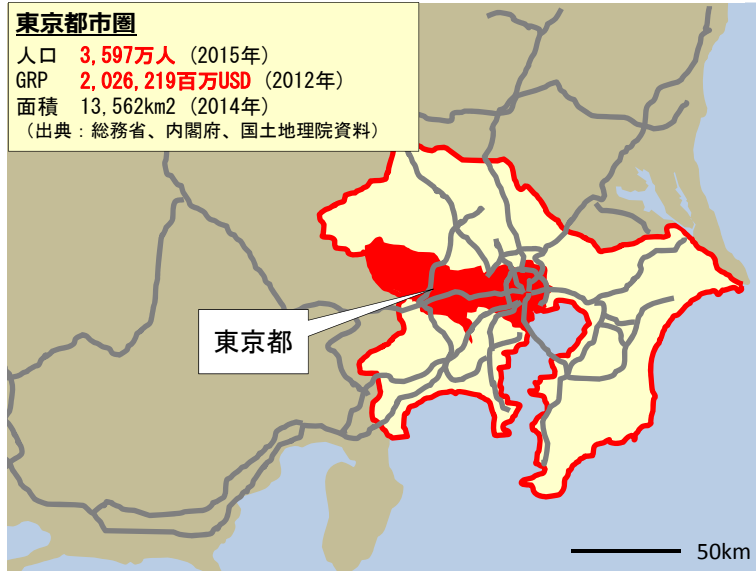 東京都市圏
人口 3,597万人（2015年）
GRP 2,026,219百万USD（2012年）
面積 13,562km2（2014年）
（出典：総務省、内閣府、国土地理院資料）
東京都
50km